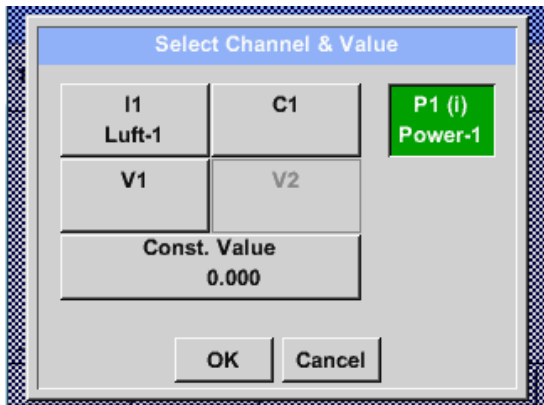 Select Channel & Value
I1
Luft-1
C1
P1 (i)
Power-1
V1
V2
Const. Value
0.000
OK
Cancel